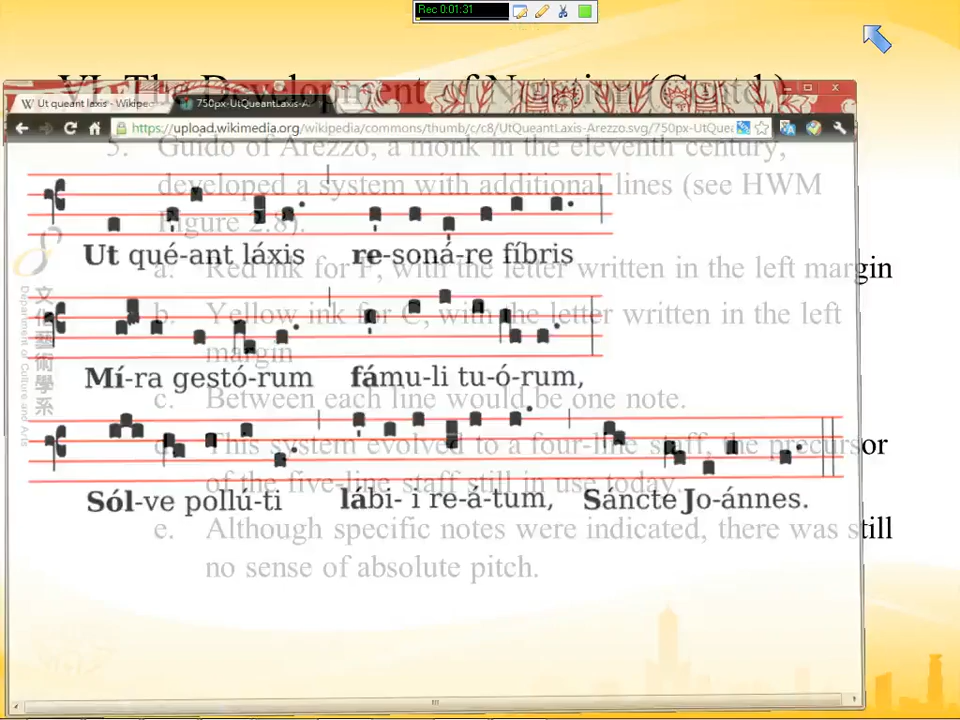 Rec 0:01:31
VI. The Development of Notation (Contd.)
Ut queant laxis - Wikipe
750px-UtQueantLaxis-A
https://upload.wikimedia.org/wikipedia/commons/thumb/c/c8/UtQueantLaxis-Arezzo.svg/750px-UtQue
5. Guido of Arezzo, a monk in the eleventh century,
developed a system with additional lines (see HWM
Figure 2.8).
Ut qué-ant láxis re-soná-re fíbris
a. Red ink for F, with the letter written in the left margin
b. Yellow ink for C, with the letter written in the left
margin
Mí-ra gestó-rum fámu-li tu-ó-rum,
c. Between each line would be one note.
d. This system evolved to a four-line staff, the precursor
of the five-line staff still in use today.
Sól-ve pollú-ti lábi- i re-á-tum, Sáncte Jo-ánnes.
e. Although specific notes were indicated, there was still
no sense of absolute pitch.
文化藝術學系
Department of Culture and Arts